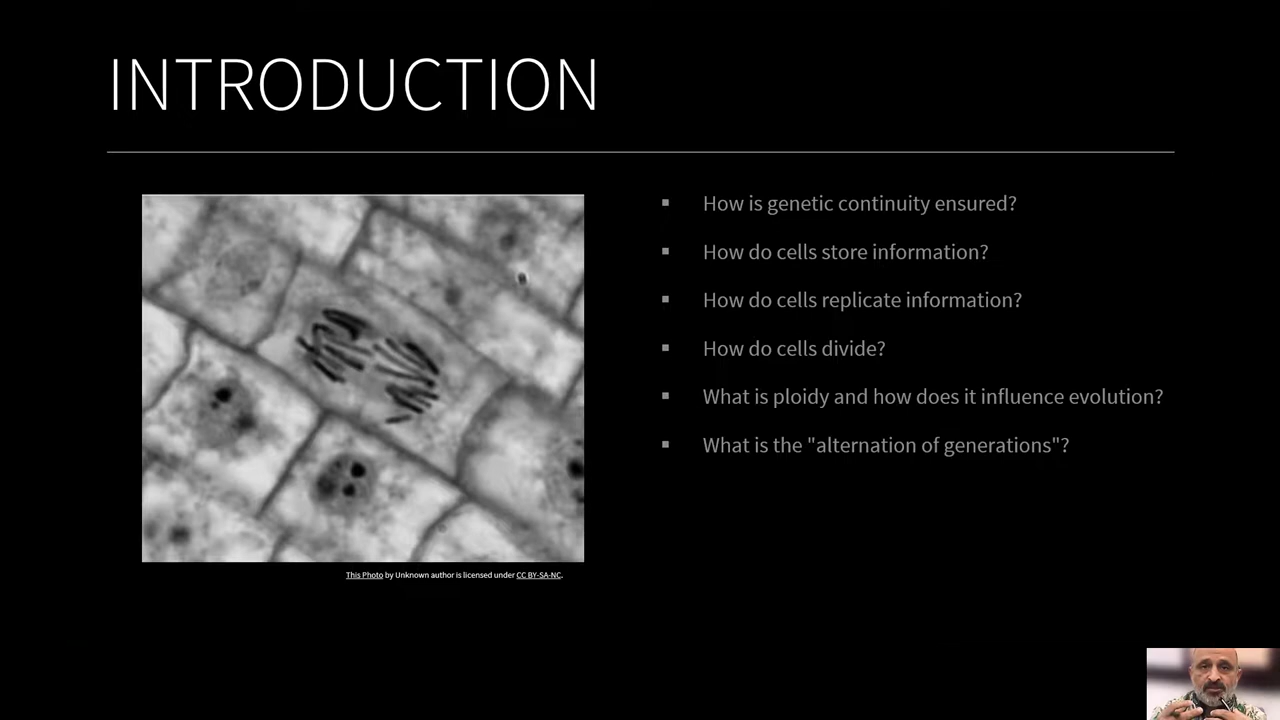 INTRODUCTION
▪ How is genetic continuity ensured?
▪ How do cells store information?
▪ How do cells replicate information?
▪ How do cells divide?
▪ What is ploidy and how does it influence evolution?
▪ What is the "alternation of generations"?
This Photo by Unknown author is licensed under CC BY-SA-NC.